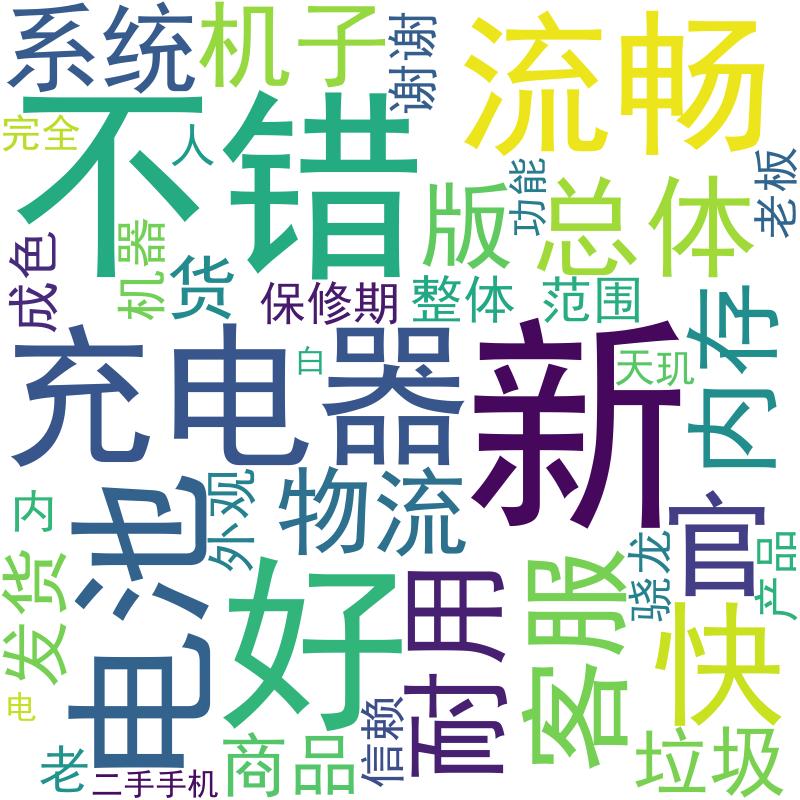 系统
机子
谢谢
流畅
完全
不错
人
版
功能
总体
老板
成色
机器
货
保修期
整体
范围
内存
充电器
白
新
天玑
电池
外观
物流
内
官
骁龙
产品
发货
好
耐用
客服
快
电
老
二手手机
商品
信赖
垃圾